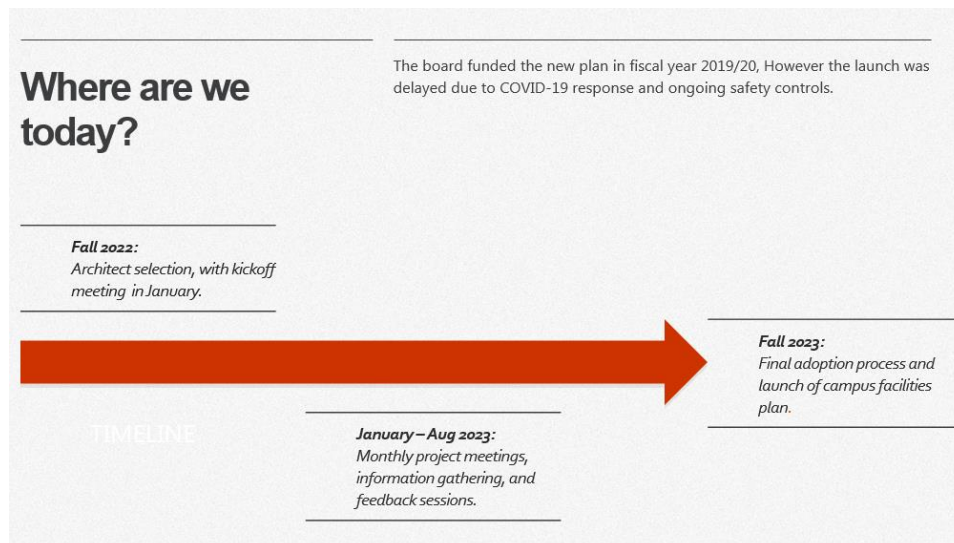 Where are we
today?
The board funded the new plan in fiscal year 2019/20, However the launch was
delayed due to COVID-19 response and ongoing safety controls.
Fall 2022:
Architect selection, with kickoff
meeting in January.
Fall 2023:
Final adoption process and
launch of campus facilities
plan.
TIMELINE
January – Aug 2023:
Monthly project meetings,
information gathering, and
feedback sessions.